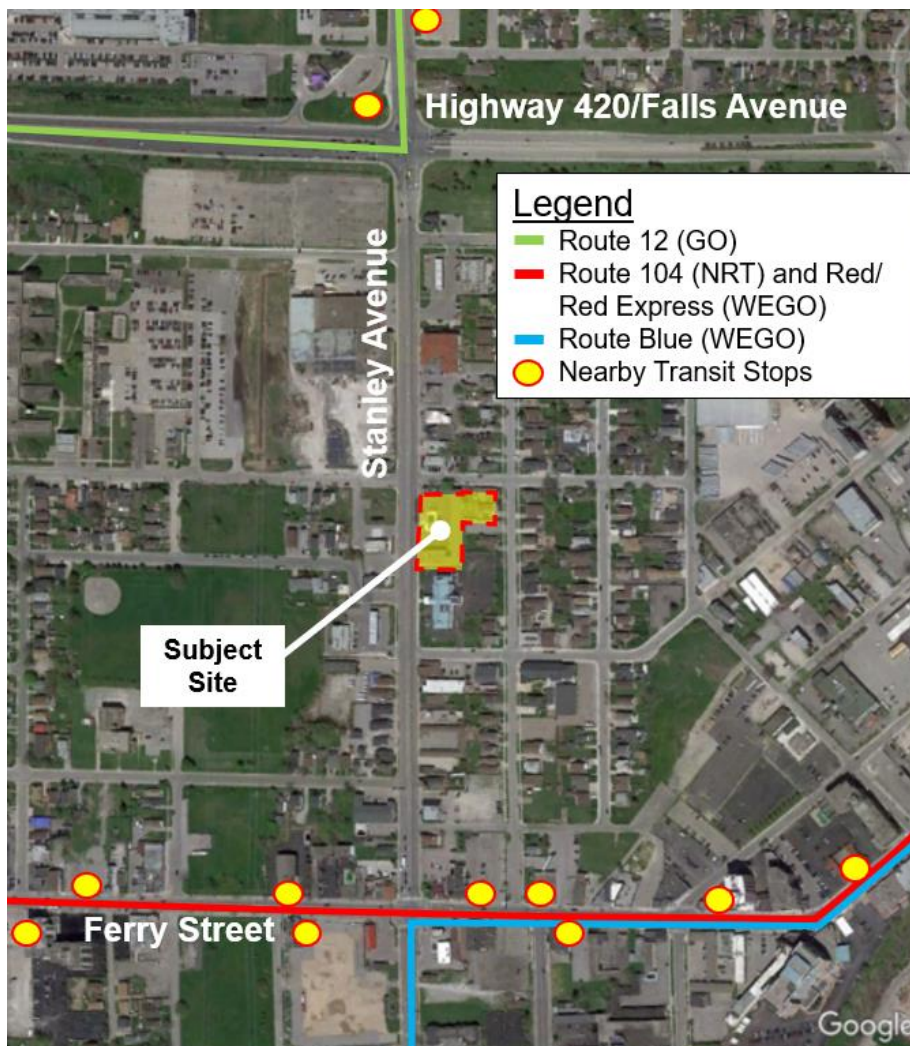 Highway 420/Falls Avenue
Legend
Route 12 (GO)
Route 104 (NRT) and Red/
Red Express (WEGO)
Route Blue (WEGO)
Nearby Transit Stops
Stanley Avenue
Subject
Site
Ferry Street
Google